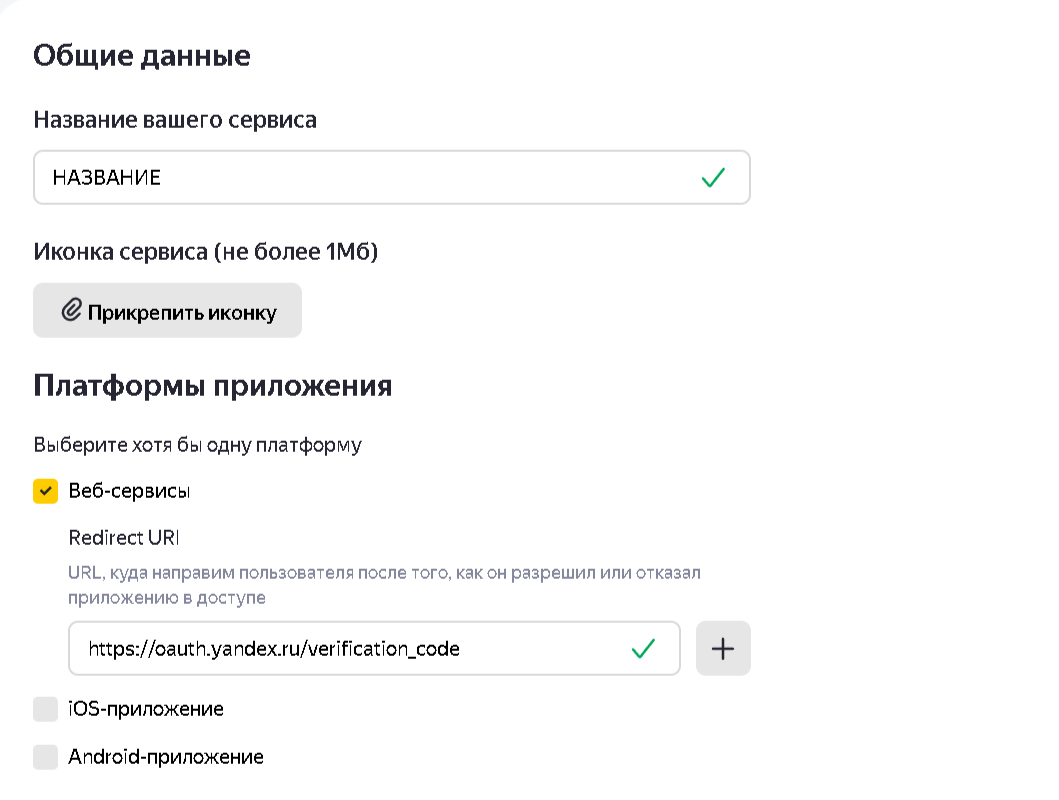 Общие данные
Название вашего сервиса
НАЗВАНИЕ
Иконка сервиса (не более 1Мб)
Прикрепить иконку
Платформы приложения
Выберите хотя бы одну платформу
Веб-сервисы
Redirect URI
URL, куда направим пользователя после того, как он разрешил или отказал
приложению в доступе
https://oauth.yandex.ru/verification_code
iOS-приложение
Android-приложение